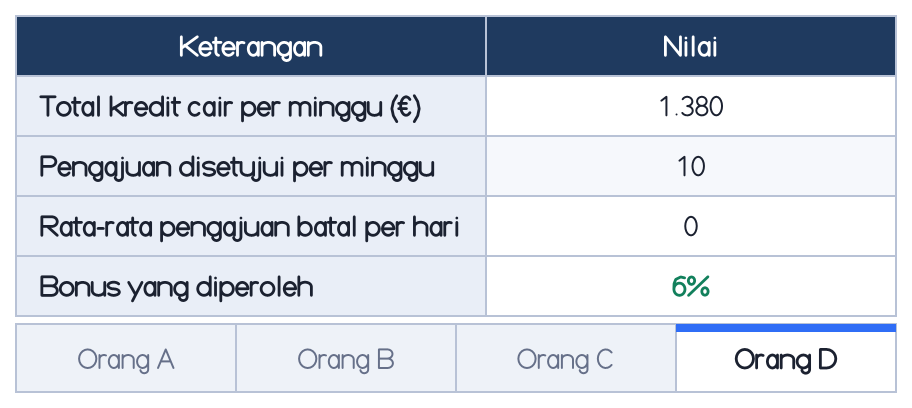 Keterangan Nilai
Total kredit cair per minggu (€) 1.380
Pengajuan disetujui per minggu 10
Rata-rata pengajuan batal per hari 0
Bonus yang diperoleh 6%
Orang A Orang B Orang C Orang D